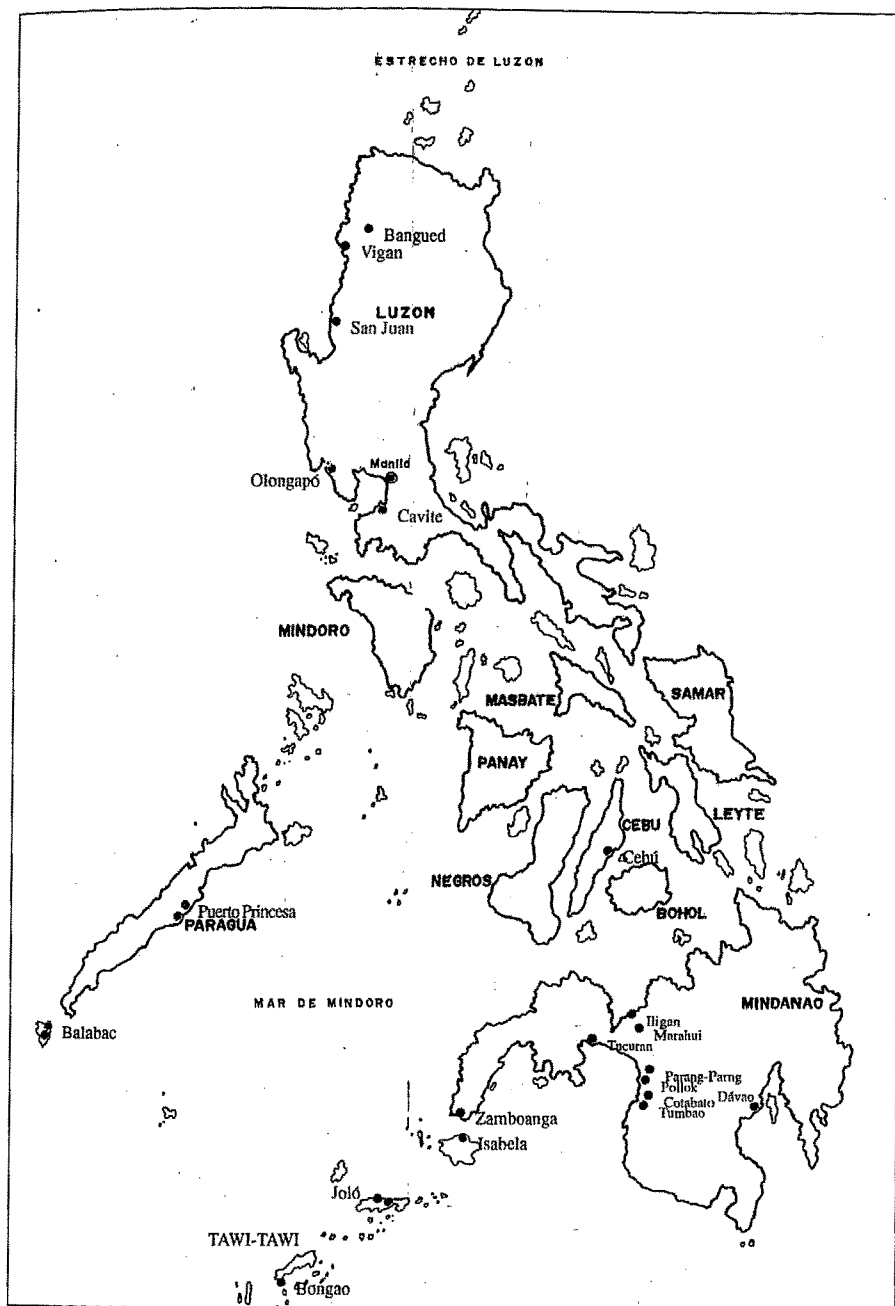 ESTRECHO DE LUZON
Bangued
Vigan
LUZON
San Juan
Manila
Olongapó
Cavite
MINDORO
MASBATE
SAMAR
PANAY
CEBU
LEYTE
Cebú
NEGROS
BOHOL
Puerto Princesa
PARAGUA
MAR DE MINDORO
MINDANAO
Balabac
Iligan
Marahui
Tucuran
Parang-Parng
Pollok
Cotabato
Dávao
Tumbao
Zamboanga
Isabela
Joló
TAWI-TAWI
Bongao